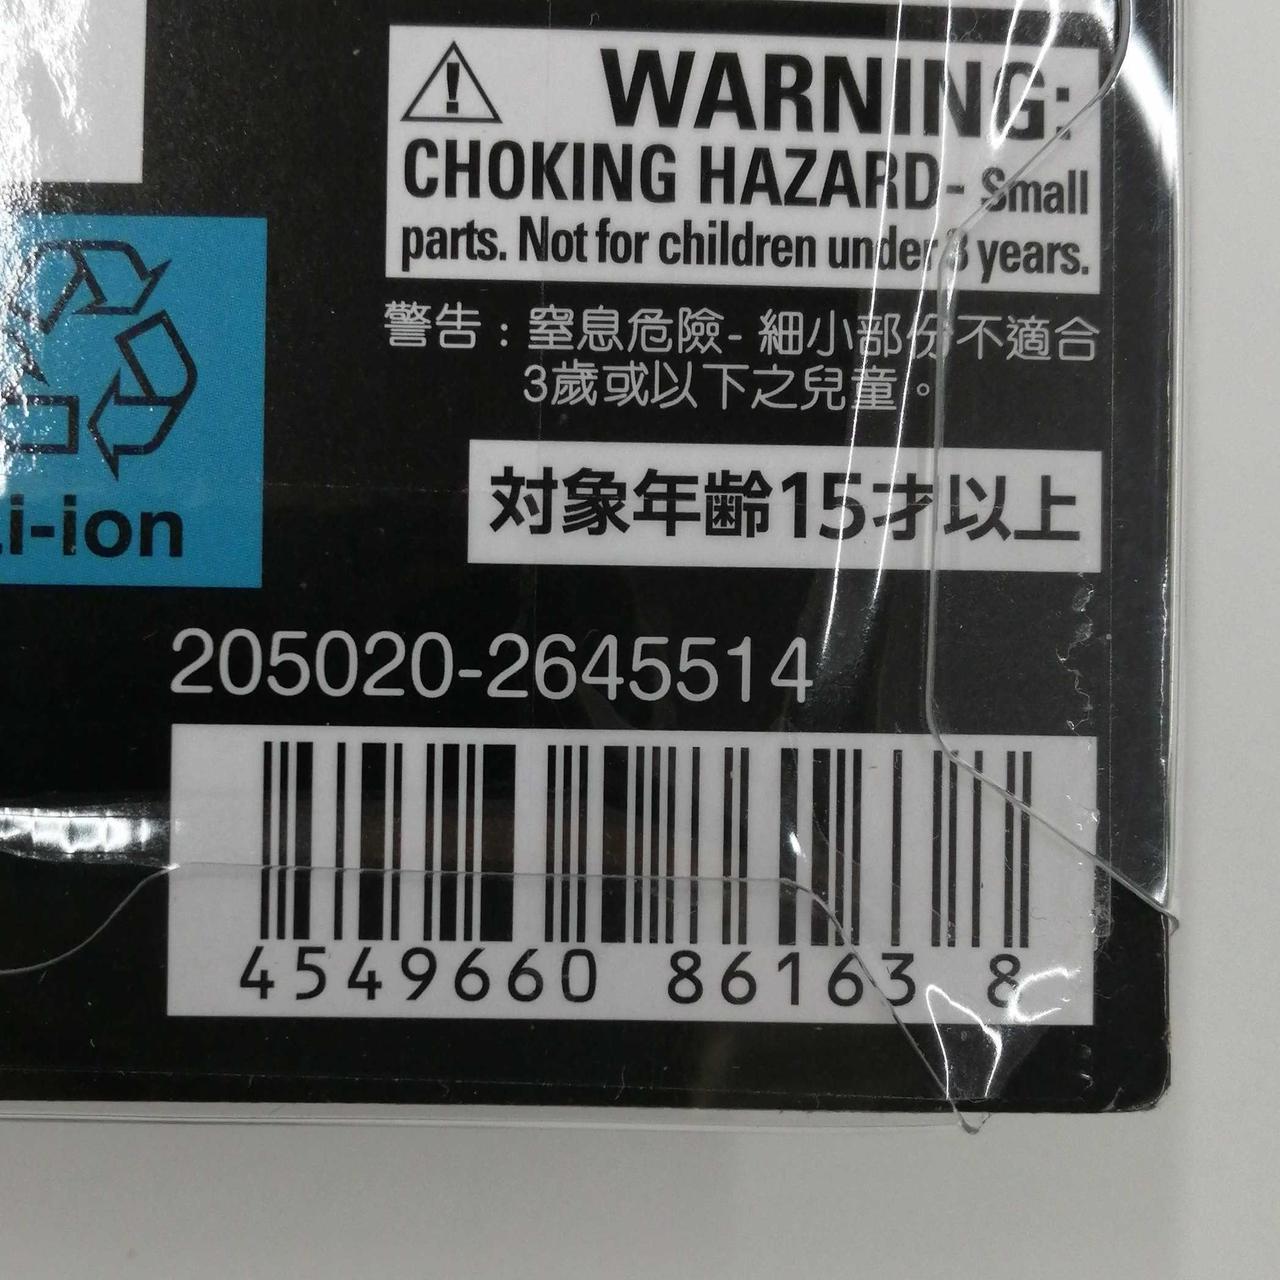 WARNING:
CHOKING HAZARD- Small
parts. Not for children under 3 years.
警告：窒息危險-細小部份不適合
3歲或以下之兒童。
対象年齢15才以上
Li-ion
205020-2645514
4549660 86163 8